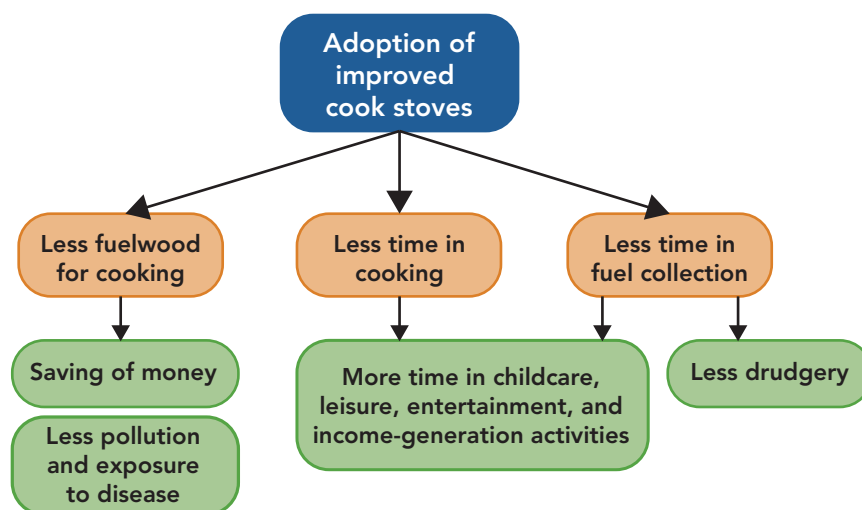 Adoption of
improved
cook stoves
Less fuelwood
for cooking
Less time in
cooking
Less time in
fuel collection
Saving of money
More time in childcare,
leisure, entertainment, and
income-generation activities
Less drudgery
Less pollution
and exposure
to disease